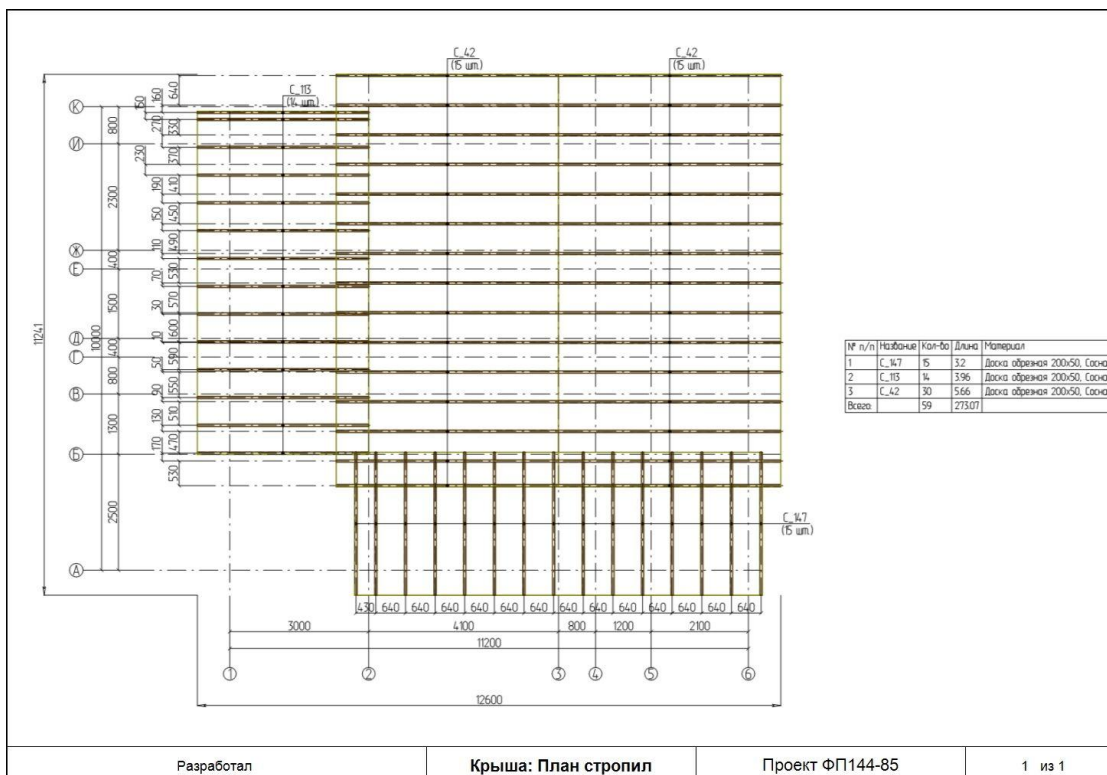 С_42
(15 шт.)
С_42
(15 шт.)
С_113
(14 шт.)
К
И
Ж
Е
Д
Г
В
Б
А
11241
10000
800
2300
400
1500
400
800
1300
2500
150
270
230
190
150
110
70
30
10
50
90
130
170
160
640
330
370
410
450
490
530
570
600
590
550
510
470
530
№ п/п Название Кол-во Длина Материал
1 С_147 15 3.2 Доска обрезная 200х50, Сосна
2 С_113 14 3.96 Доска обрезная 200х50, Сосна
3 С_42 30 5.66 Доска обрезная 200х50, Сосна
Всего: 59 273.07
С_147
(15 шт.)
430 640 640 640 640 640 640 640 640 640 640 640 640 640
3000 4100 800 1200 2100
11200
1 2 3 4 5 6
12600
Разработал
Крыша: План стропил
Проект ФП144-85
1 из 1